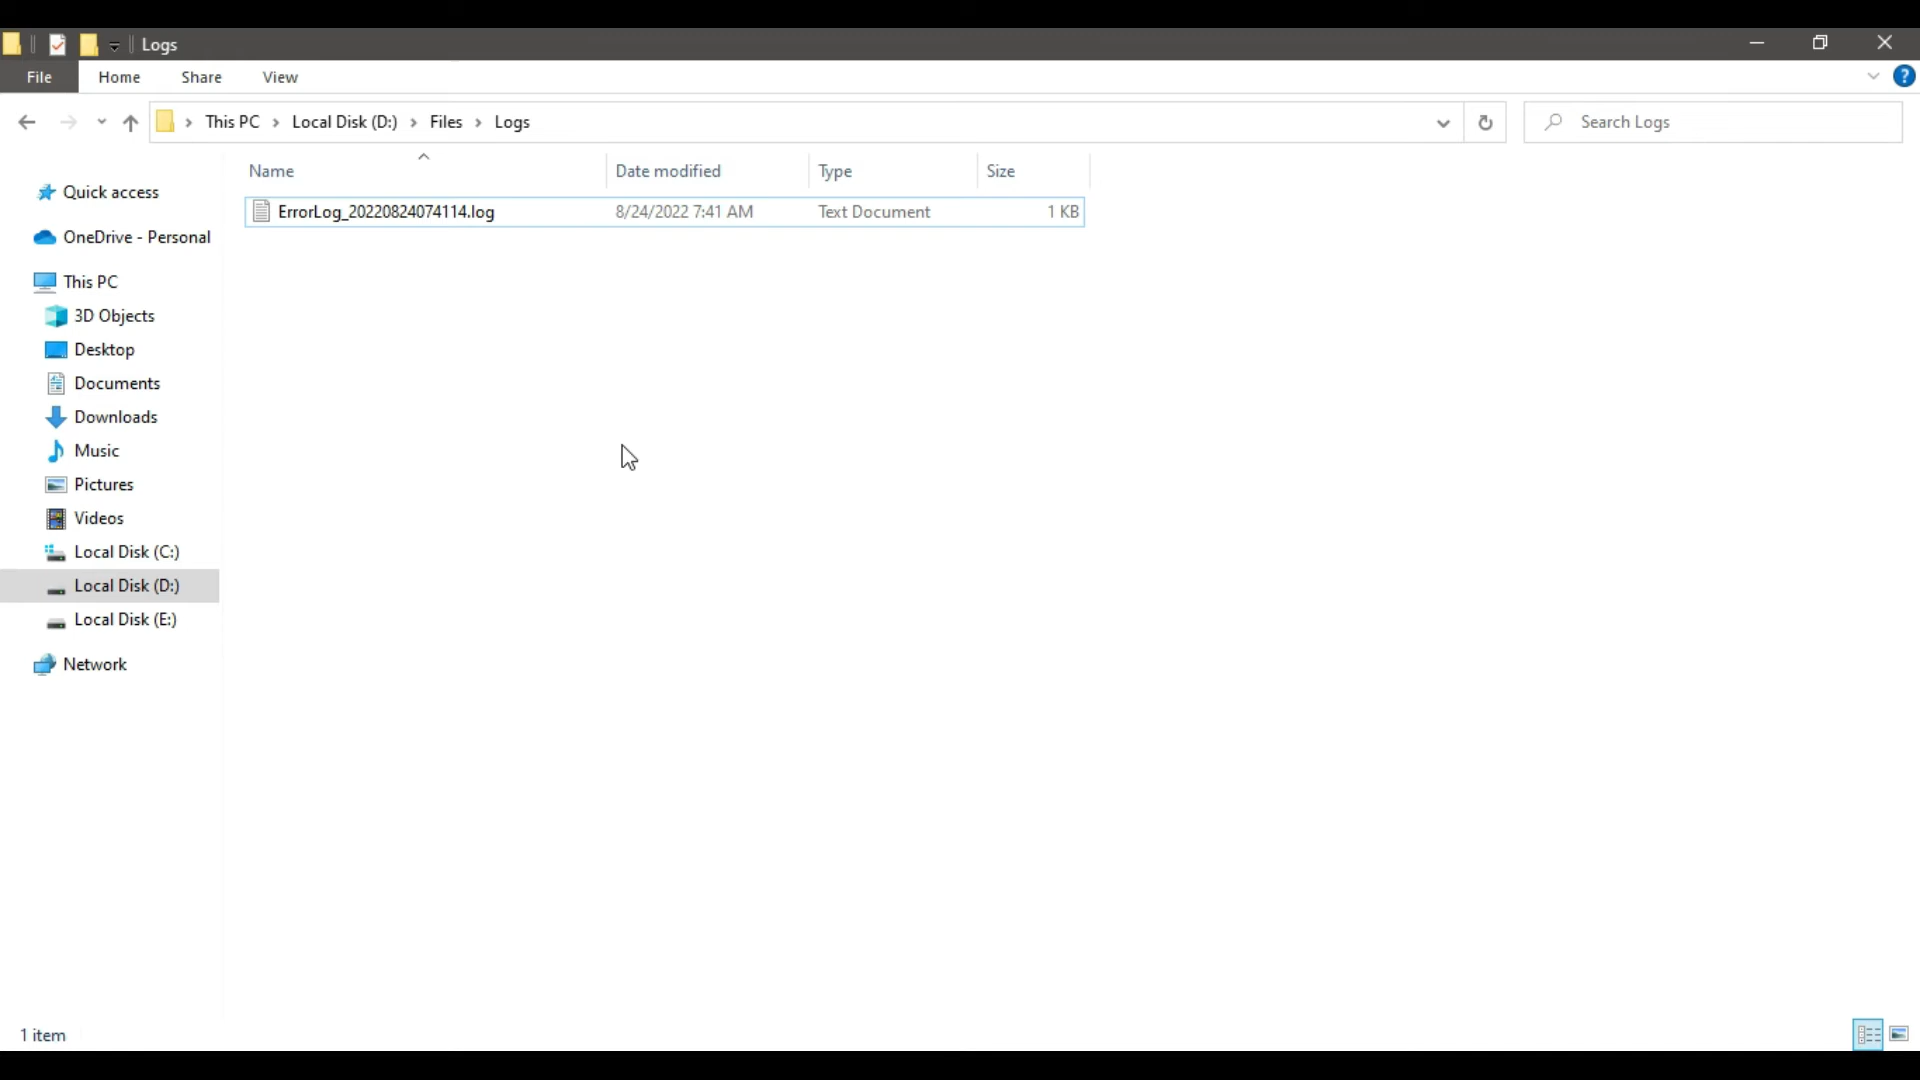 Logs
File Home Share View ?
This PC Local Disk (D:) Files Logs Search Logs
Name Date modified Type Size
ErrorLog_20220824074114.log 8/24/2022 7:41 AM Text Document 1 KB
Quick access
OneDrive - Personal
This PC
3D Objects
Desktop
Documents
Downloads
Music
Pictures
Videos
Local Disk (C:)
Local Disk (D:)
Local Disk (E:)
Network
1 item